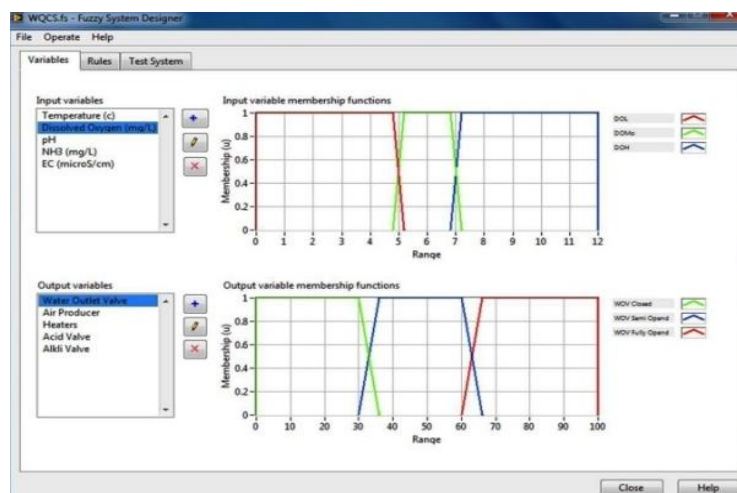 WQCS.fs - Fuzzy System Designer
File Operate Help
Variables Rules Test System
Input variables
Temperature (c)
Dissolved Oxygen (mg/L)
pH
NH3 (mg/L)
EC (microS/cm)
Input variable membership functions
Membership (u)
1
0.8
0.6
0.4
0.2
0
0 1 2 3 4 5 6 7 8 9 10 11 12
Range
DOL
DOMo
DOH
Output variables
Water Outlet Valve
Air Producer
Heaters
Acid Valve
Alkli Valve
Output variable membership functions
Membership (u)
1
0.8
0.6
0.4
0.2
0
0 10 20 30 40 50 60 70 80 90 100
Range
WOV Closed
WOV Semi Opend
WOV Fully Opend
Close Help